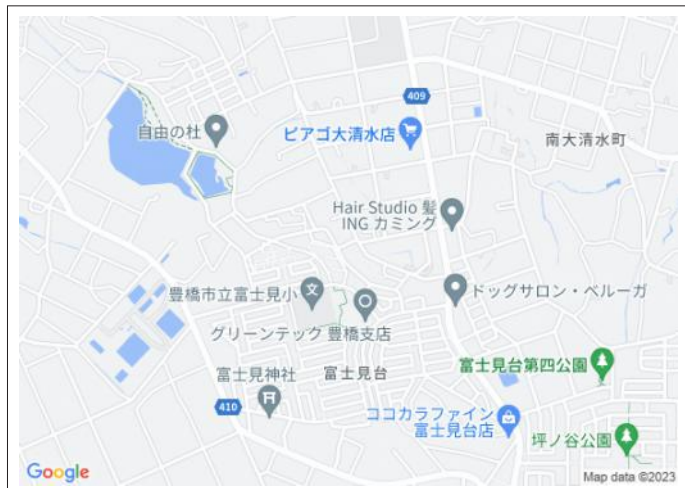 409
自由の杜
ピアゴ大清水店
南大清水町
Hair Studio 髪
ING カミング
豊橋市立富士見小
文
ドッグサロン・ベルーガ
グリーンテック 豊橋支店
富士見神社
富士見台
富士見台第四公園
410
ココカラファイン
富士見台店
坪ノ谷公園
Google
Map data ©2023